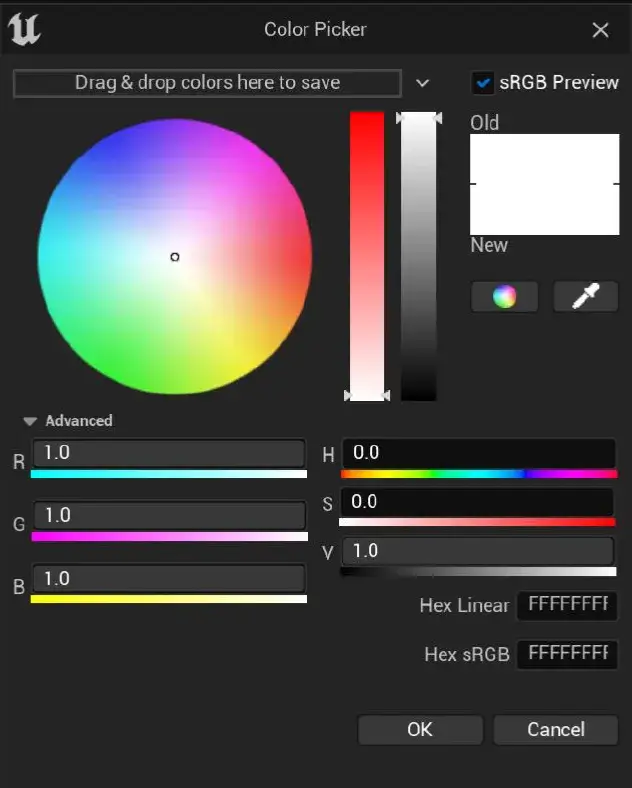 Color Picker
Drag & drop colors here to save
sRGB Preview
Old
New
Advanced
R 1.0
H 0.0
G 1.0
S 0.0
B 1.0
V 1.0
Hex Linear FFFFFFFF
Hex sRGB FFFFFFFF
OK Cancel